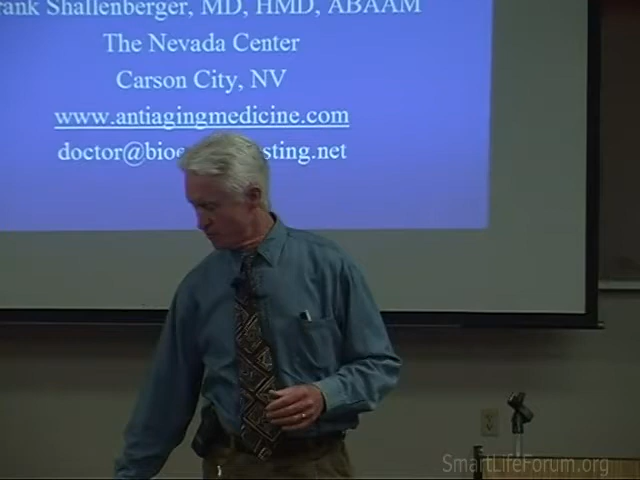 rank Shallenberger, MD, HMD, ABAAM
The Nevada Center
Carson City, NV
www.antiagingmedicine.com
doctor@bioe sting.net
SmartLifeForum.org